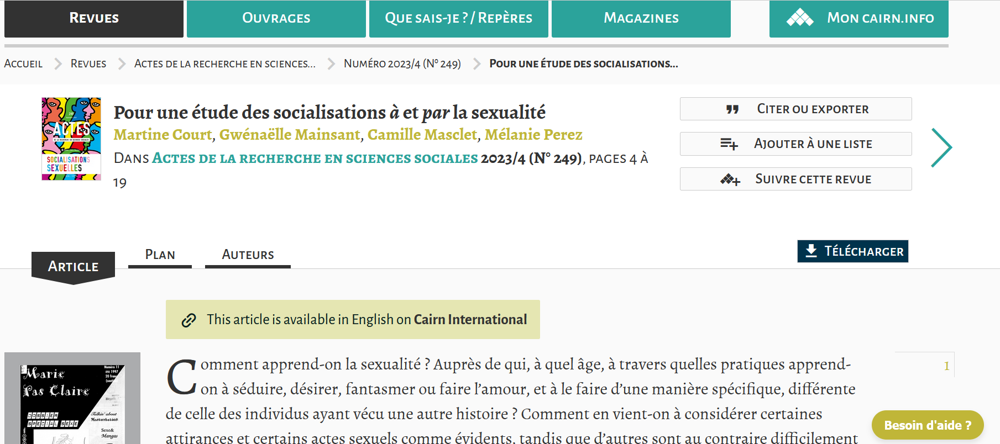 Revues
Ouvrages
Que sais-je ? / Repères
Magazines
Mon cairn.info
Accueil
Revues
Actes de la recherche en sciences...
Numéro 2023/4 (Nº 249)
Pour une étude des socialisations...
249
ACTES
DE LA RECHERCHE EN SCIENCES SOCIALES
SOCIALISATIONS
SEXUELLES
Pour une étude des socialisations à et par la sexualité
Martine Court, Gwénaëlle Mainsant, Camille Masclet, Mélanie Perez
Dans Actes de la recherche en sciences sociales 2023/4 (N° 249), pages 4 à
19
Citer ou exporter
Ajouter à une liste
Suivre cette revue
Article
Plan
Auteurs
Télécharger
This article is available in English on Cairn International
Comment apprend-on la sexualité ? Auprès de qui, à quel âge, à travers quelles pratiques apprend-
on à séduire, désirer, fantasmer ou faire l’amour, et à le faire d’une manière spécifique, différente
de celle des individus ayant vécu une autre histoire ? Comment en vient-on à considérer certaines
attirances et certains actes sexuels comme évidents, tandis que d’autres sont au contraire difficilement
1
Marie
Pas Claire
Numéro 11
été 1997
20 franc
DOSSIER
SPECIAL SEXE
Talkin' about
Masturbation
Sexe&
Mangas
Besoin d'aide ?